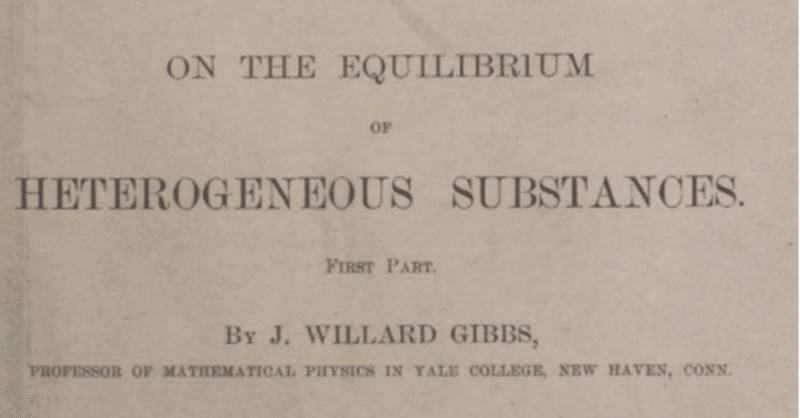 ON THE EQUILIBRIUM
OF
HETEROGENEOUS SUBSTANCES.
FIRST PART.
BY J. WILLARD GIBBS,
PROFESSOR OF MATHEMATICAL PHYSICS IN YALE COLLEGE, NEW HAVEN, CONN.